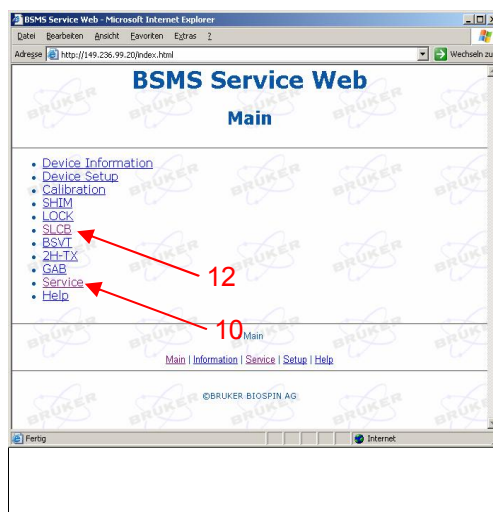 BSMS Service Web - Microsoft Internet Explorer
Datei Bearbeiten Ansicht Favoriten Extras ?
Adresse http://149.236.99.20/index.html Wechseln zu
BSMS Service Web
Main
Device Information
Device Setup
Calibration
SHIM
LOCK
SLCB
BSVT
2H-TX
GAB
Service
Help
12
10
Main
Main | Information | Service | Setup | Help
©BRUKER BIOSPIN AG
Fertig Internet